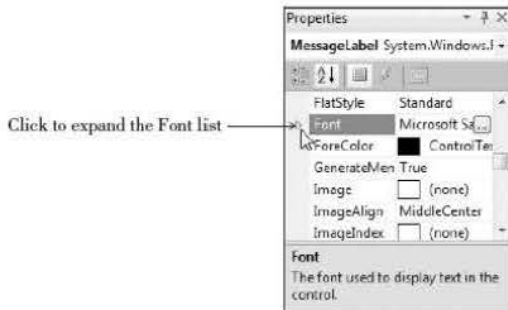 Properties
MessageLabel System.Windows.F
FlatStyle Standard
Click to expand the Font list
Font Microsoft Sa...
ForeColor ControlTe
GenerateMen True
Image (none)
ImageAlign MiddleCenter
ImageIndex (none)
Font
The font used to display text in the
control.